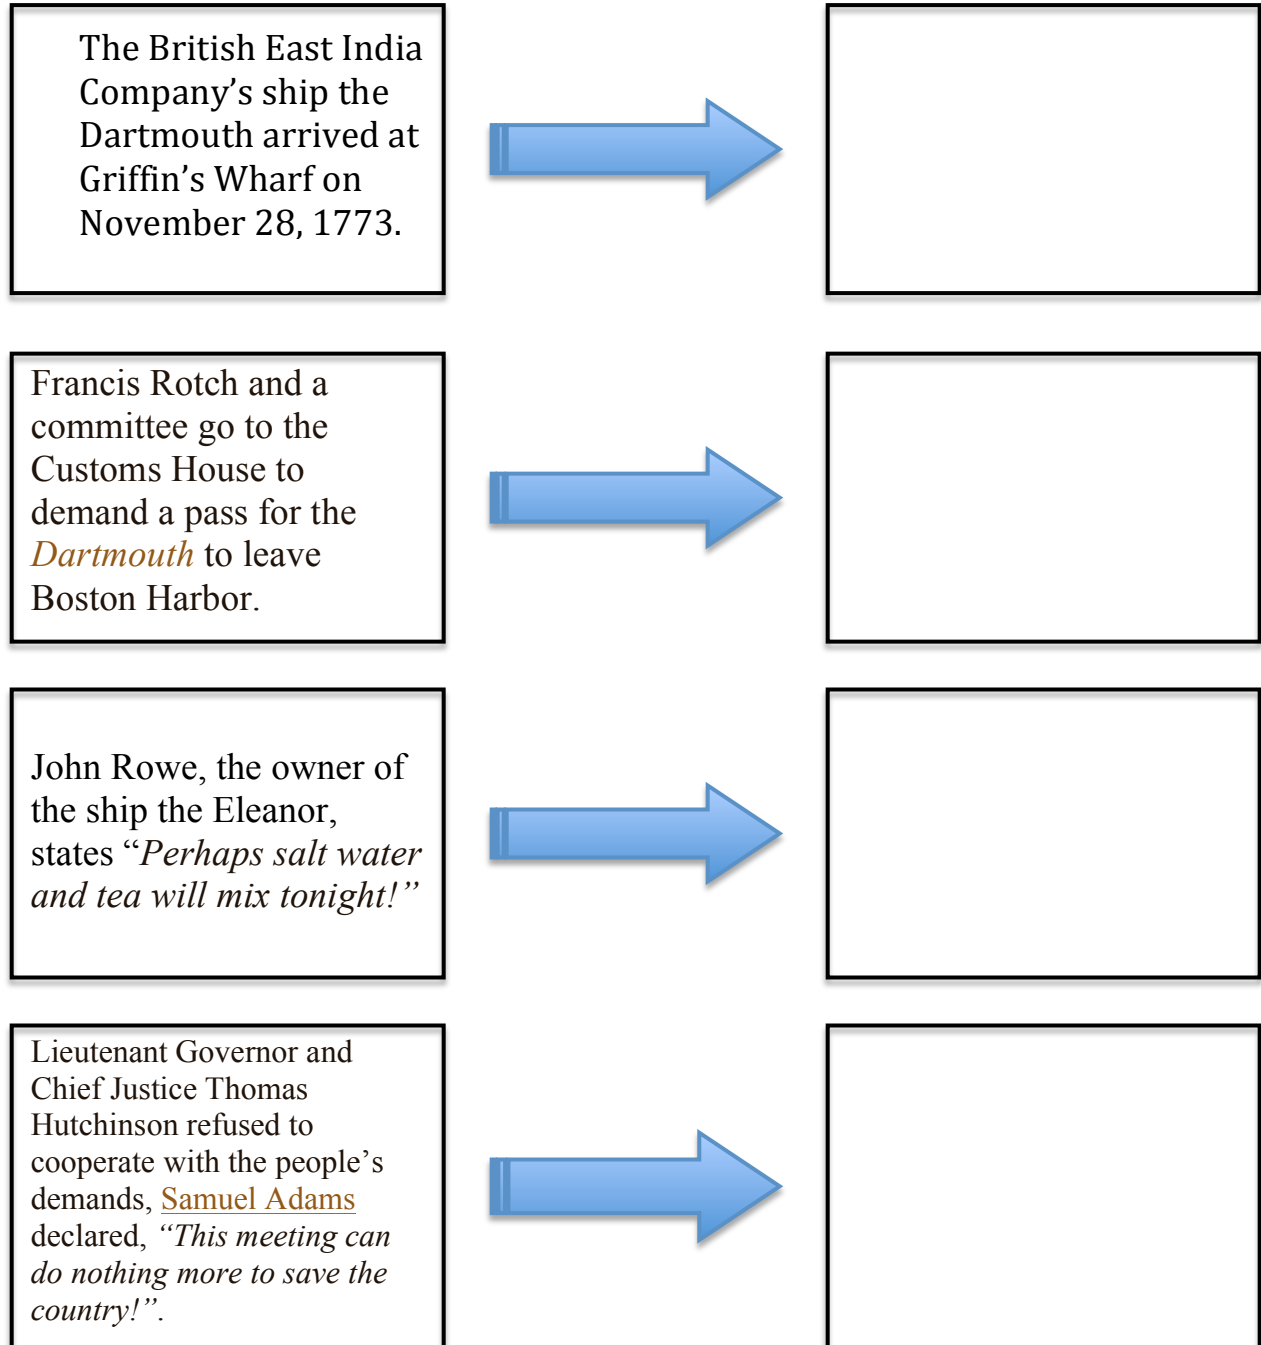 The British East India
Company’s ship the
Dartmouth arrived at
Griffin’s Wharf on
November 28, 1773.
Francis Rotch and a
committee go to the
Customs House to
demand a pass for the
Dartmouth to leave
Boston Harbor.
John Rowe, the owner of
the ship the Eleanor,
states “Perhaps salt water
and tea will mix tonight!”
Lieutenant Governor and
Chief Justice Thomas
Hutchinson refused to
cooperate with the people’s
demands, Samuel Adams
declared, “This meeting can
do nothing more to save the
country!”.